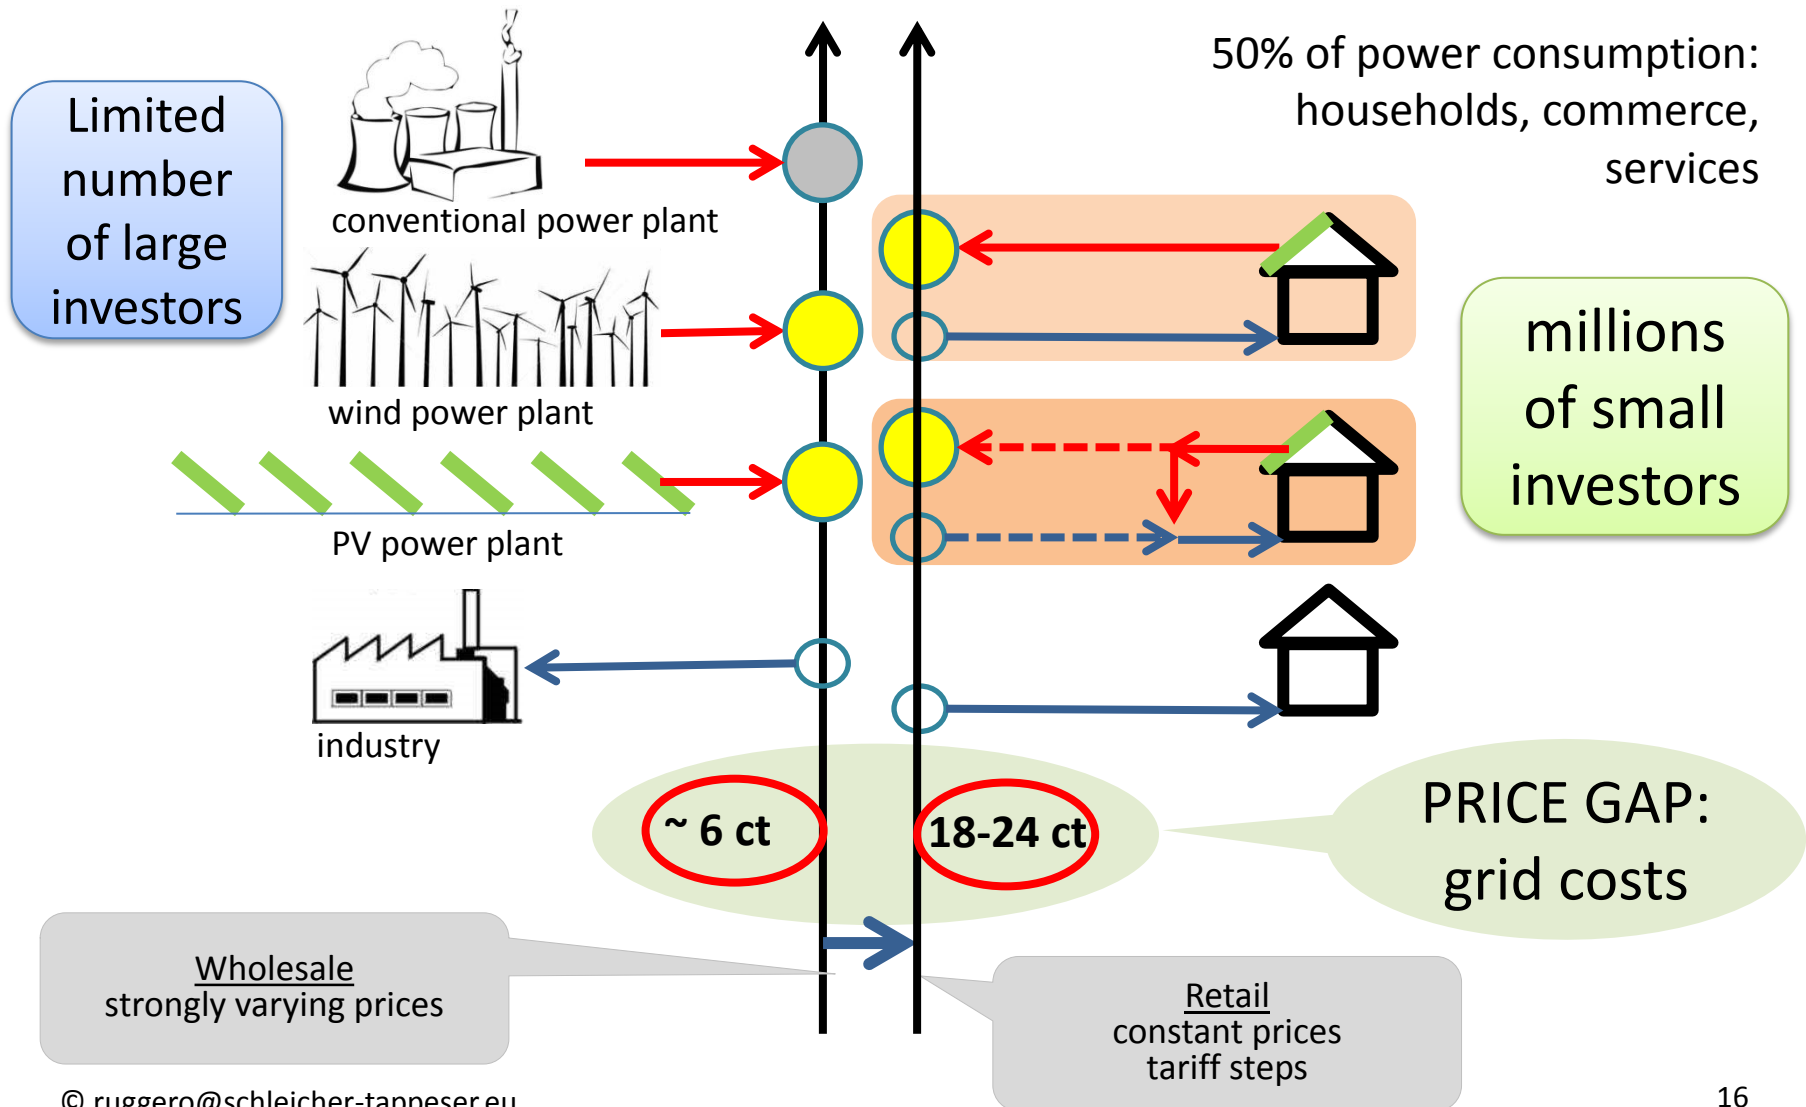 Limited
number
of large
investors
conventional power plant
wind power plant
PV power plant
industry
50% of power consumption:
households, commerce,
services
millions
of small
investors
~ 6 ct
18-24 ct
PRICE GAP:
grid costs
Wholesale
strongly varying prices
Retail
constant prices
tariff steps
© ruggero@schleicher-tappeser.eu
16